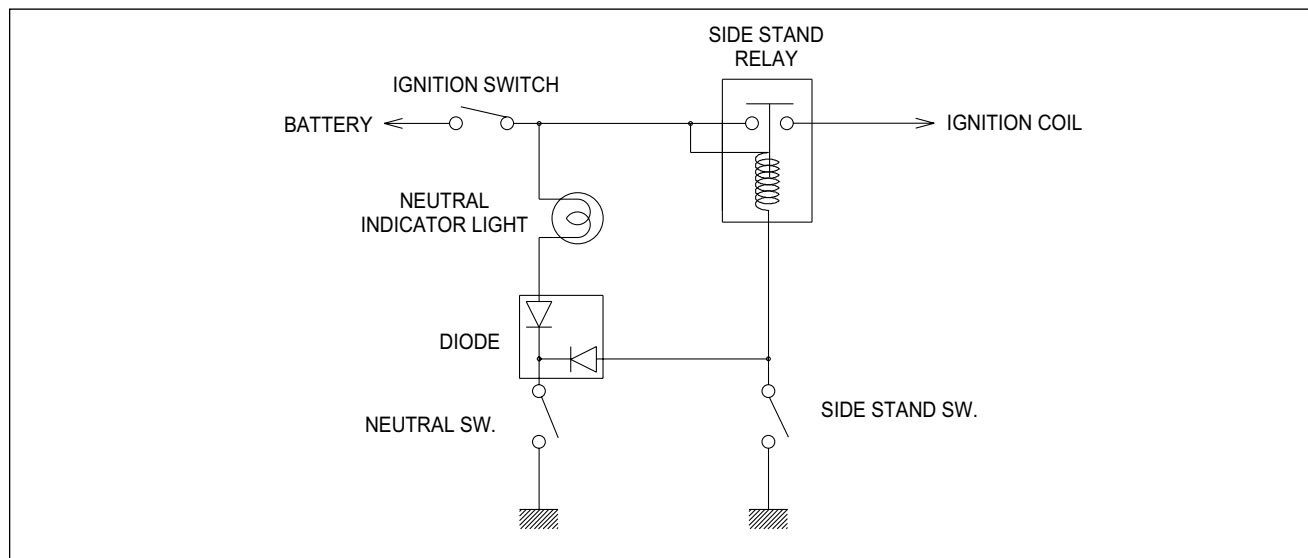 SIDE STAND
RELAY
IGNITION SWITCH
BATTERY
IGNITION COIL
NEUTRAL
INDICATOR LIGHT
DIODE
NEUTRAL SW.
SIDE STAND SW.